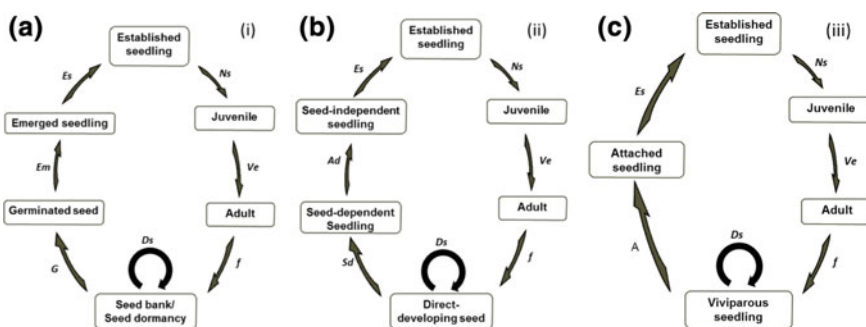 (a)
(i)
Established
seedling
Es
Ns
Emerged seedling
Juvenile
Em
Ve
Germinated seed
Adult
Ds
G
f
Seed bank/
Seed dormancy
(b)
(ii)
Established
seedling
Es
Ns
Seed-independent
seedling
Juvenile
Ad
Ve
Seed-dependent
Seedling
Adult
Ds
Sd
f
Direct-
developing seed
(c)
(iii)
Established
seedling
Es
Ns
Juvenile
Attached
seedling
Ve
Adult
Ds
A
f
Viviparous
seedling